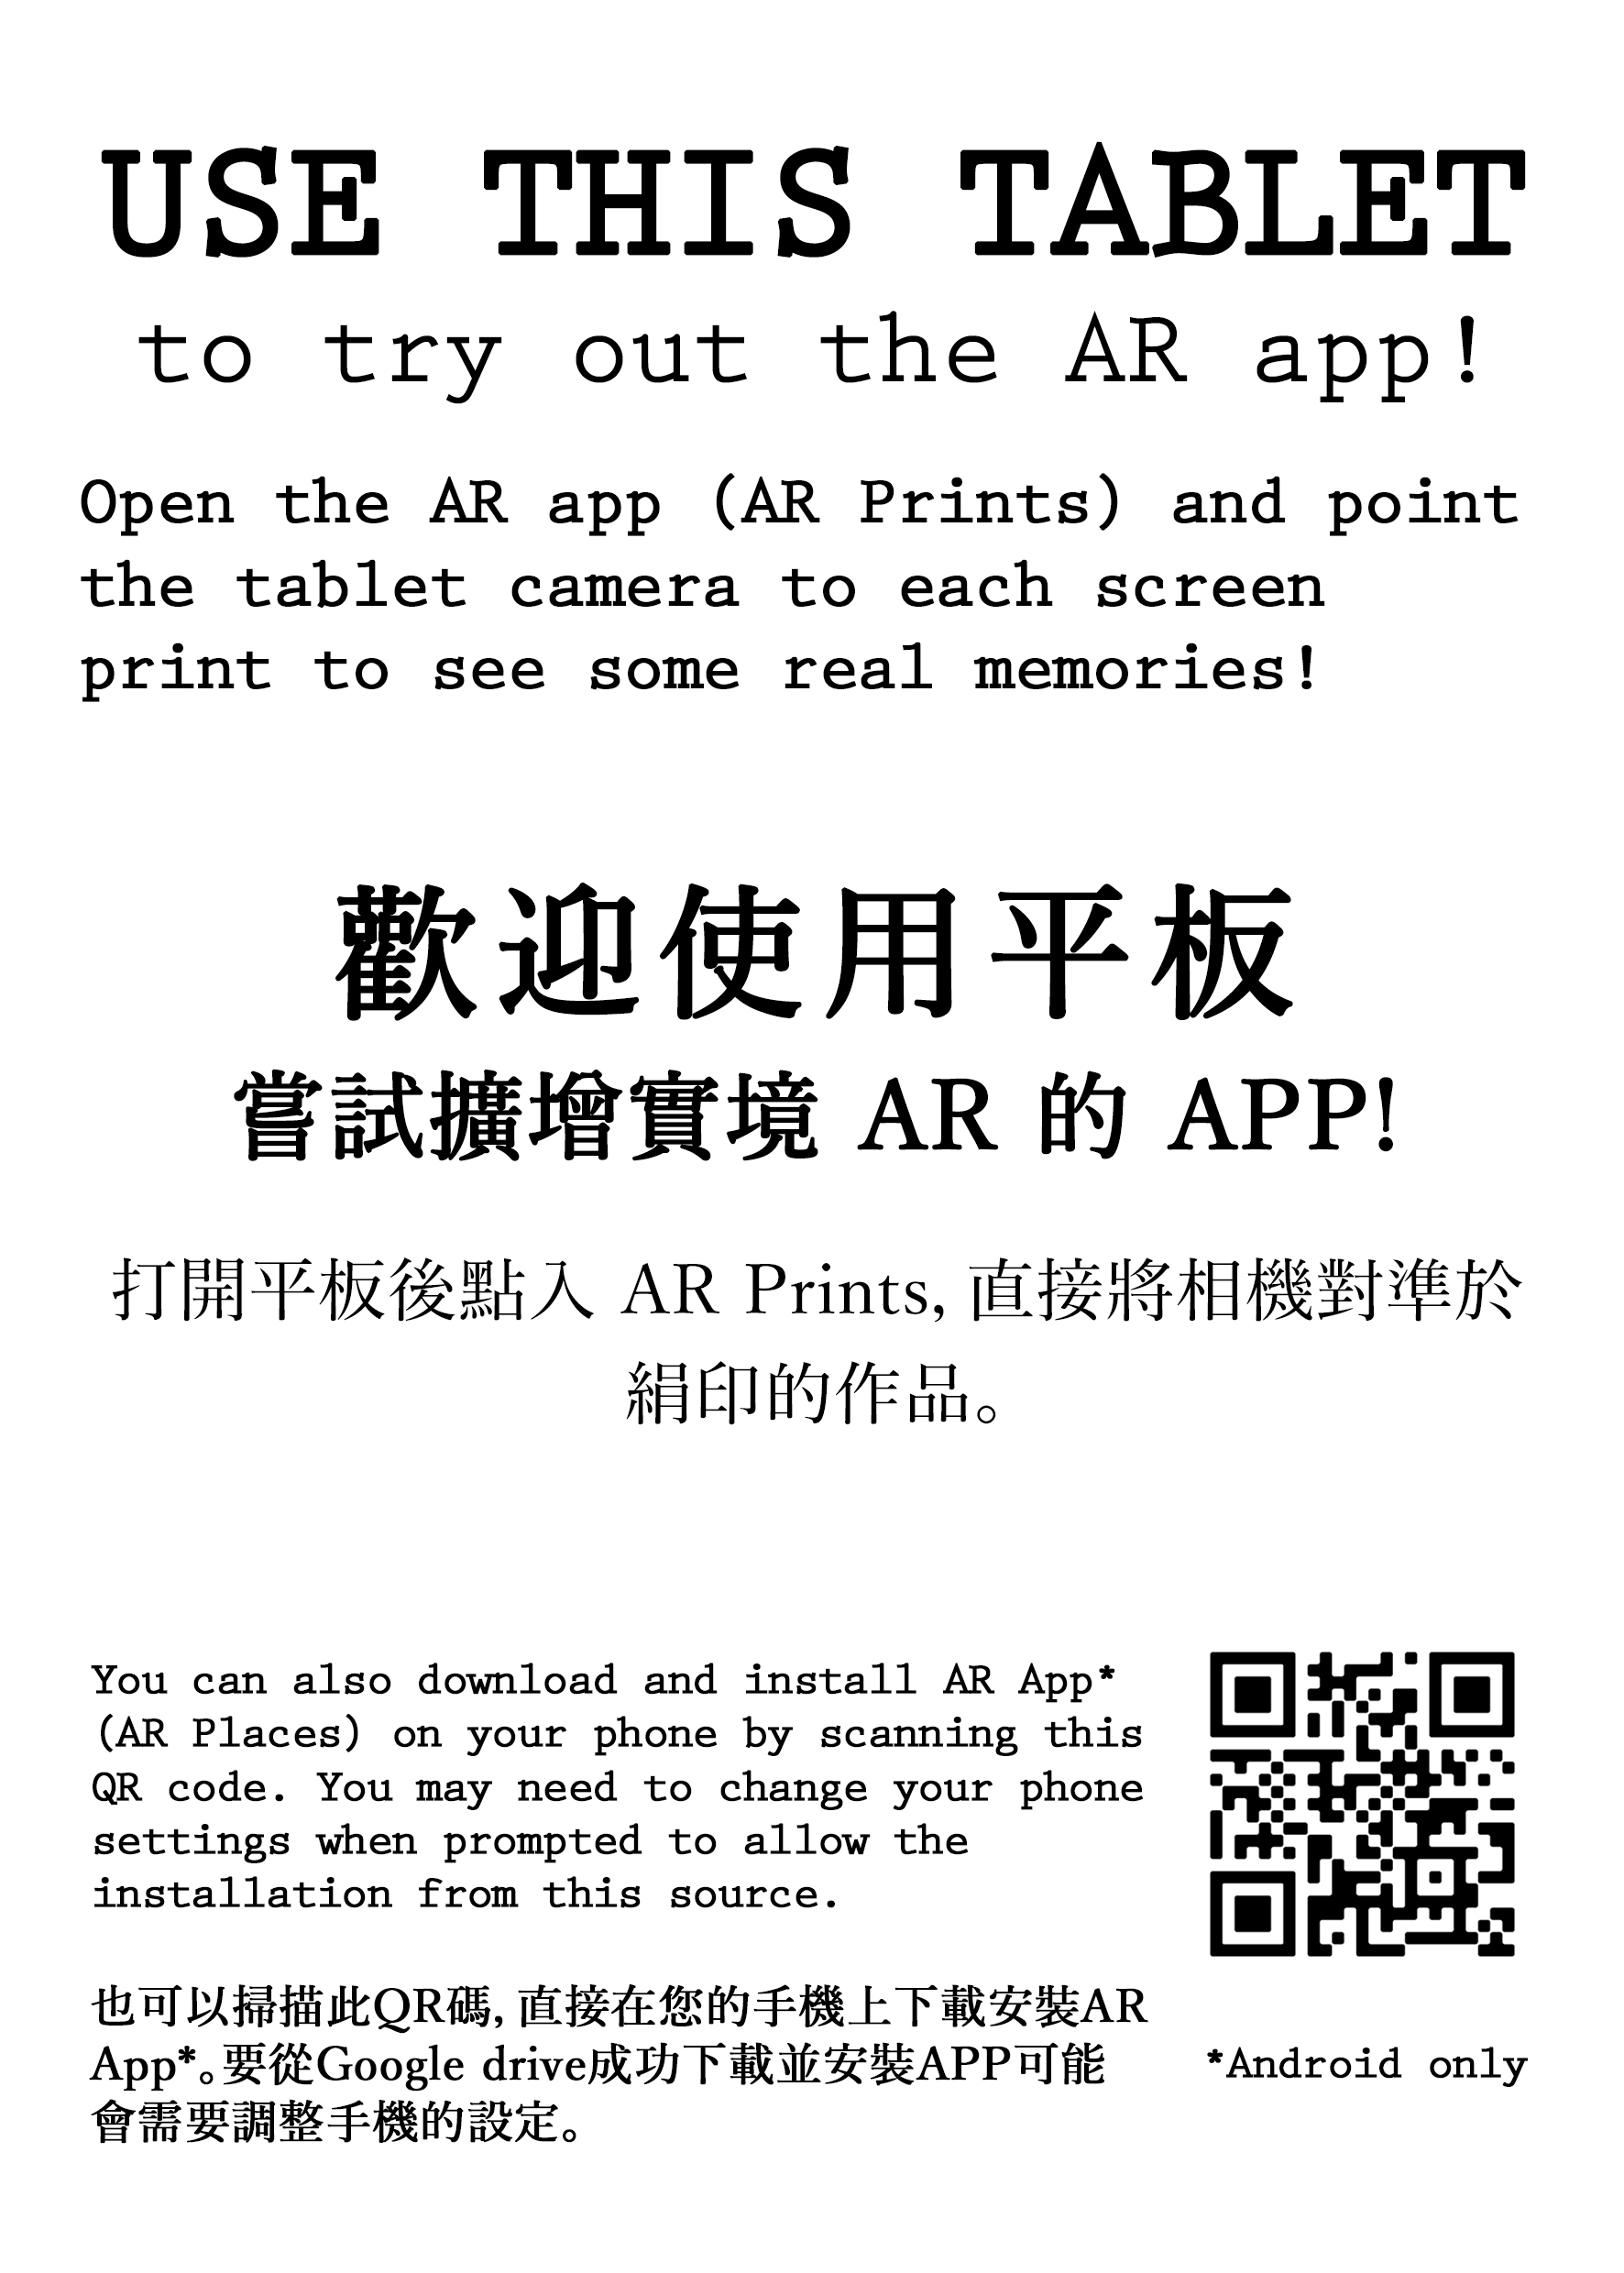 USE THIS TABLET
to try out the AR app!
Open the AR app (AR Prints) and point
the tablet camera to each screen
print to see some real memories!
歡迎使用平板
嘗試擴增實境 AR 的 APP!
打開平板後點入 AR Prints, 直接將相機對準於
絹印的作品。
You can also download and install AR App*
(AR Places) on your phone by scanning this
QR code. You may need to change your phone
settings when prompted to allow the
installation from this source.
也可以掃描此QR碼, 直接在您的手機上下載安裝AR
App*。要從Google drive成功下載並安裝APP可能
會需要調整手機的設定。
*Android only